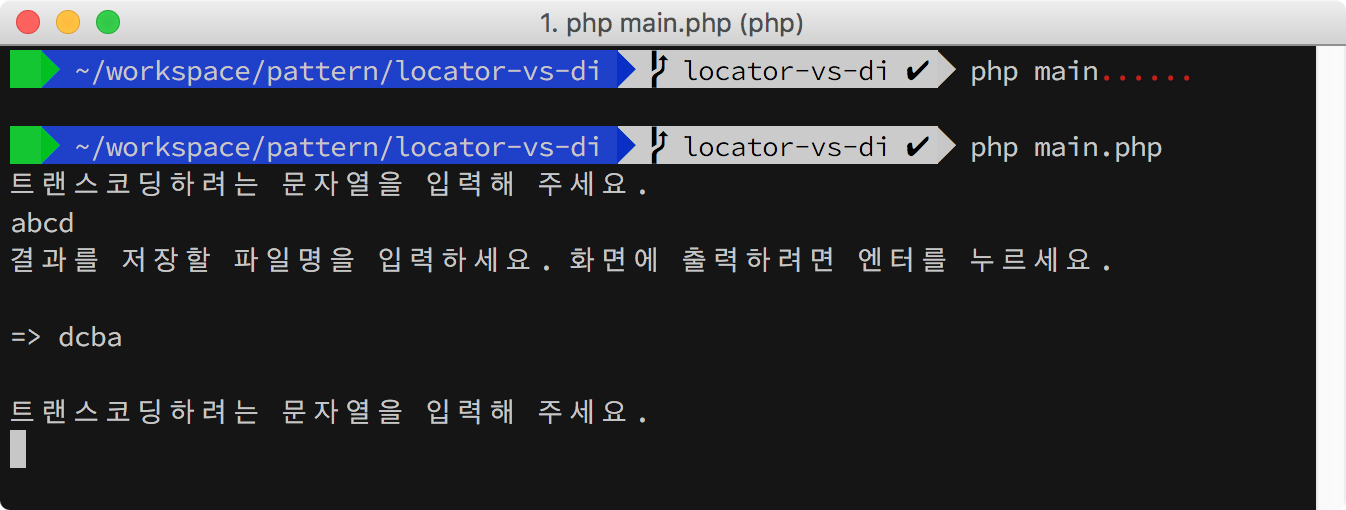 1. php main.php (php)
~/workspace/pattern/locator-vs-di locator-vs-di ✔ php main......
~/workspace/pattern/locator-vs-di locator-vs-di ✔ php main.php
트랜스코딩하려는 문자열을 입력해 주세요.
abcd
결과를 저장할 파일명을 입력하세요. 화면에 출력하려면 엔터를 누르세요.
=> dcba
트랜스코딩하려는 문자열을 입력해 주세요.